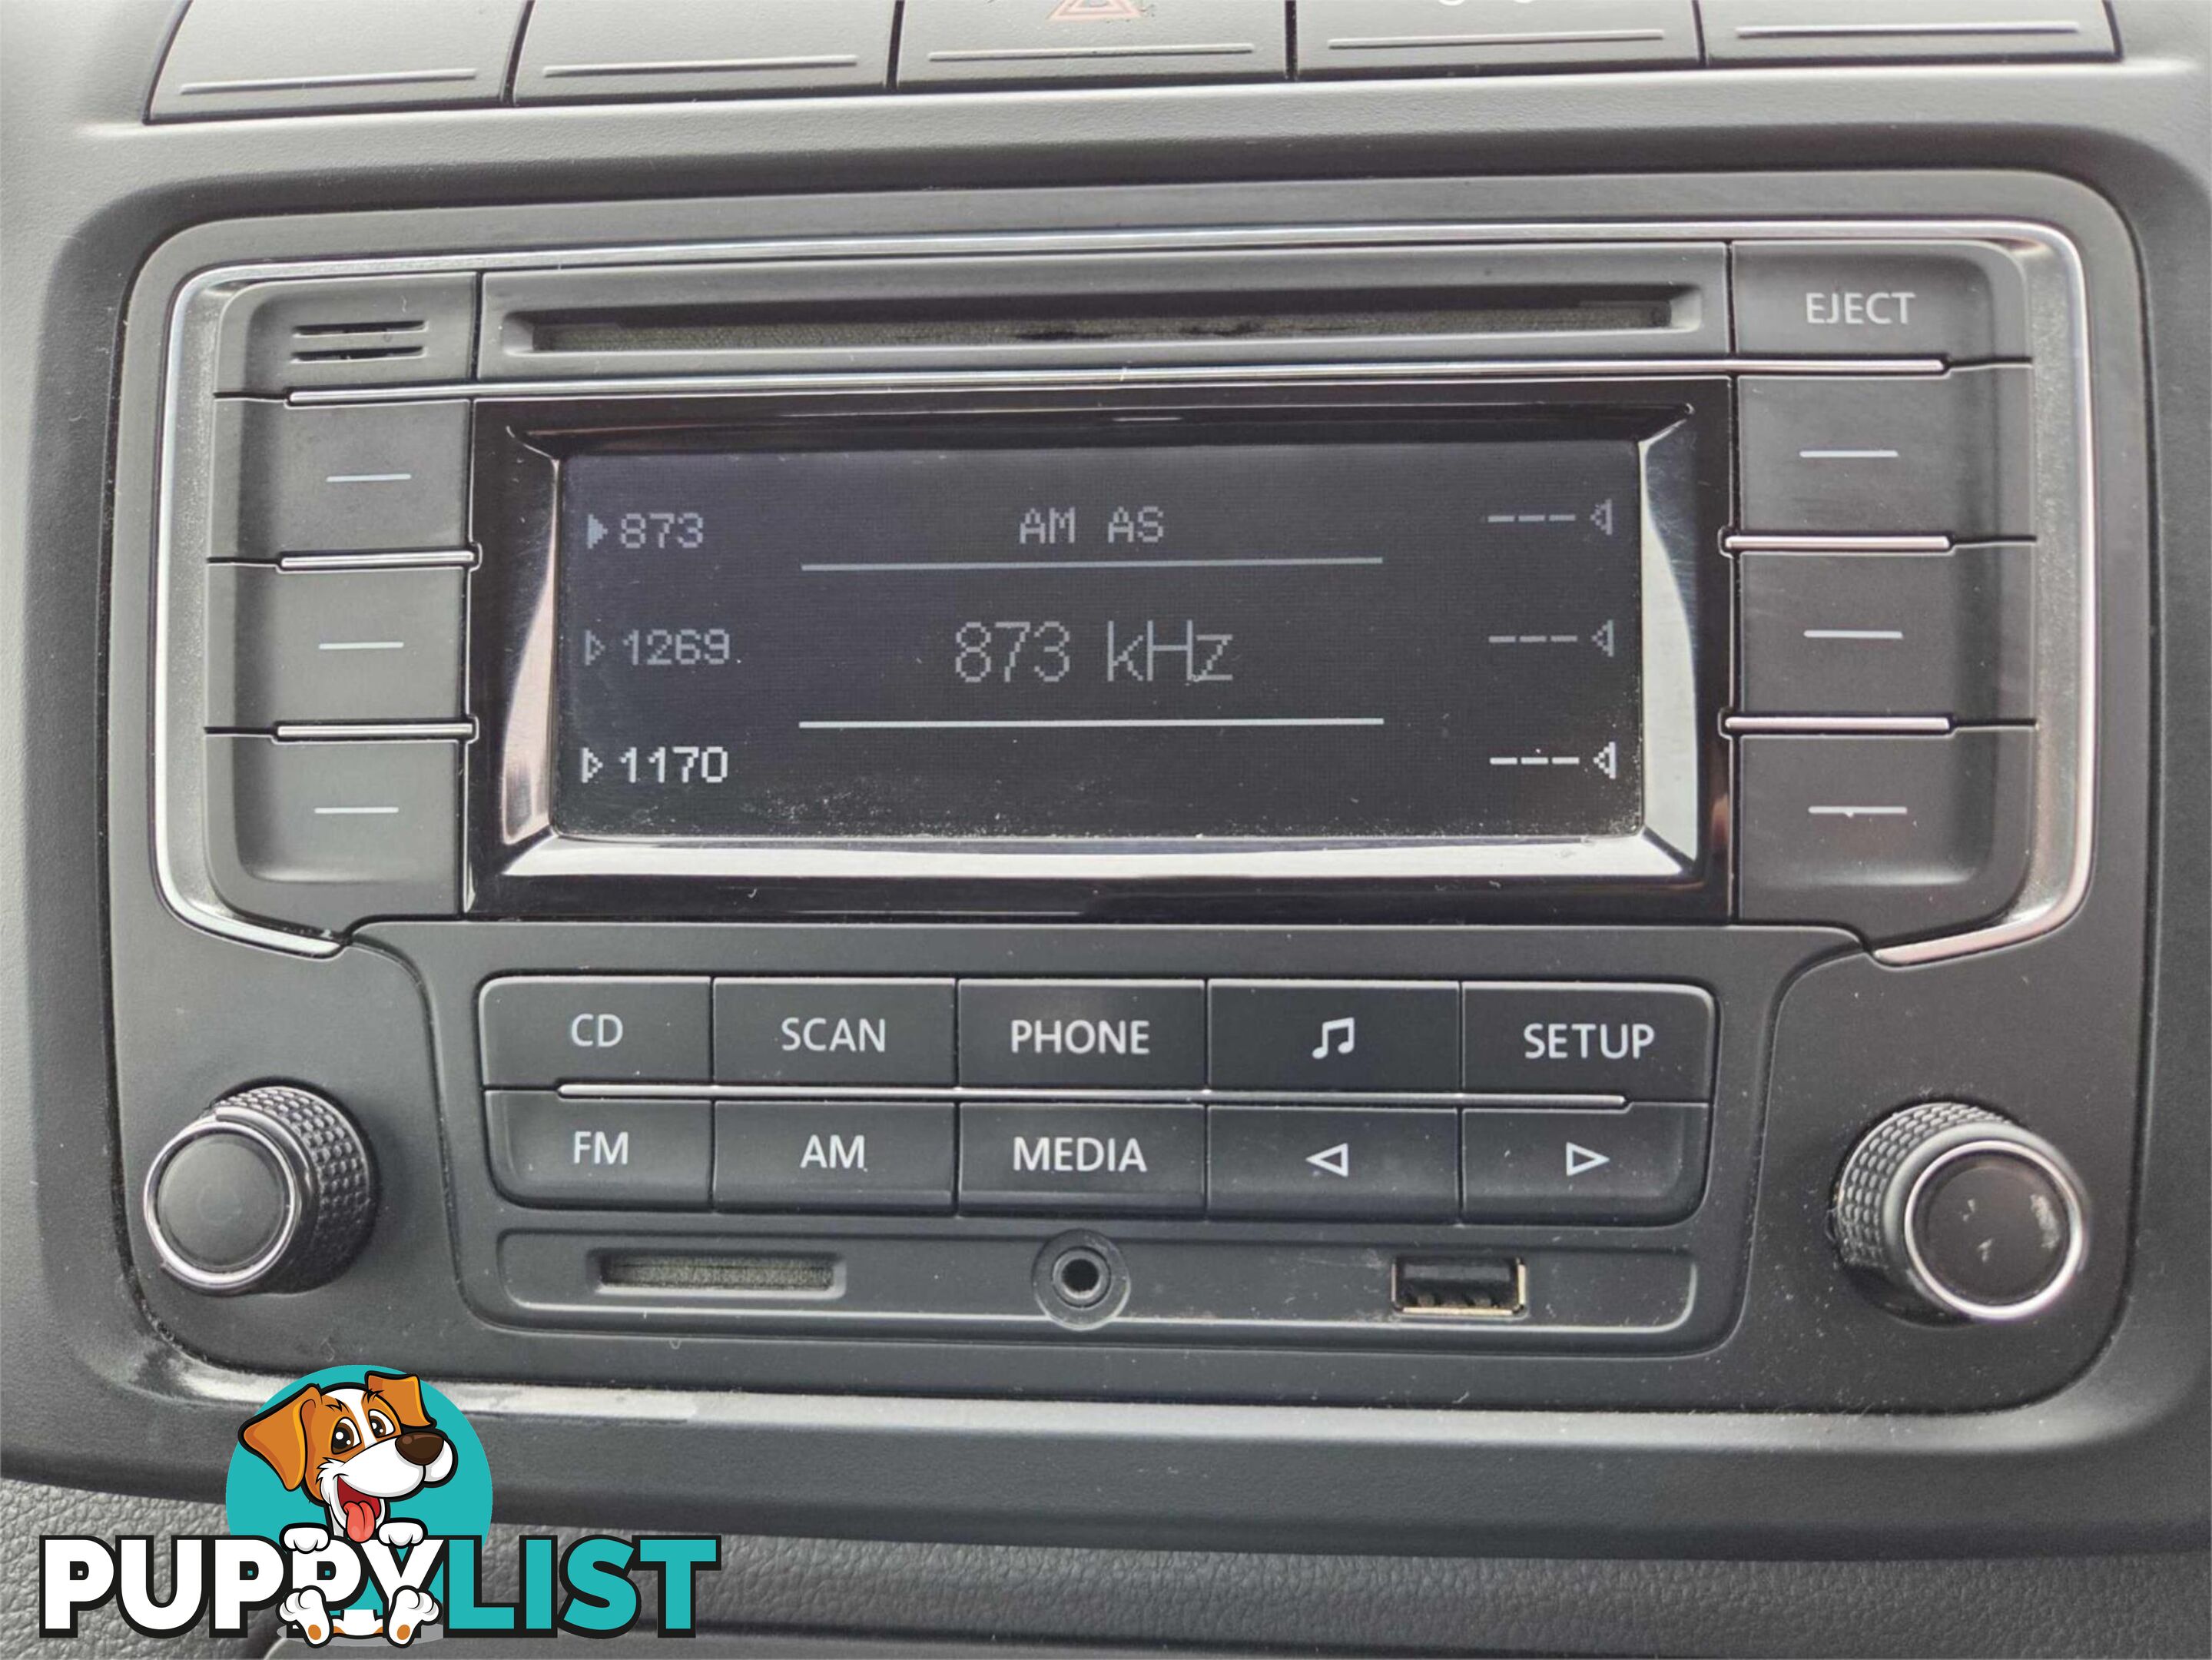 EJECT
873 AM AS ---
1269 873 kHz ---
1170 ---
CD SCAN PHONE SETUP
FM AM MEDIA
PUPPYLIST